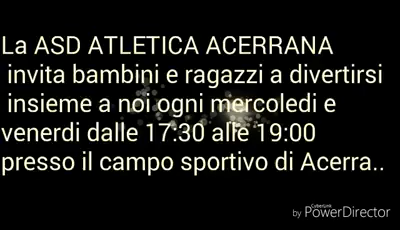 La ASD ATLETICA ACERRANA
invita bambini e ragazzi a divertirsi
insieme a noi ogni mercoledi e
venerdi dalle 17:30 alle 19:00
presso il campo sportivo di Acerra..
CyberLink
by PowerDirector